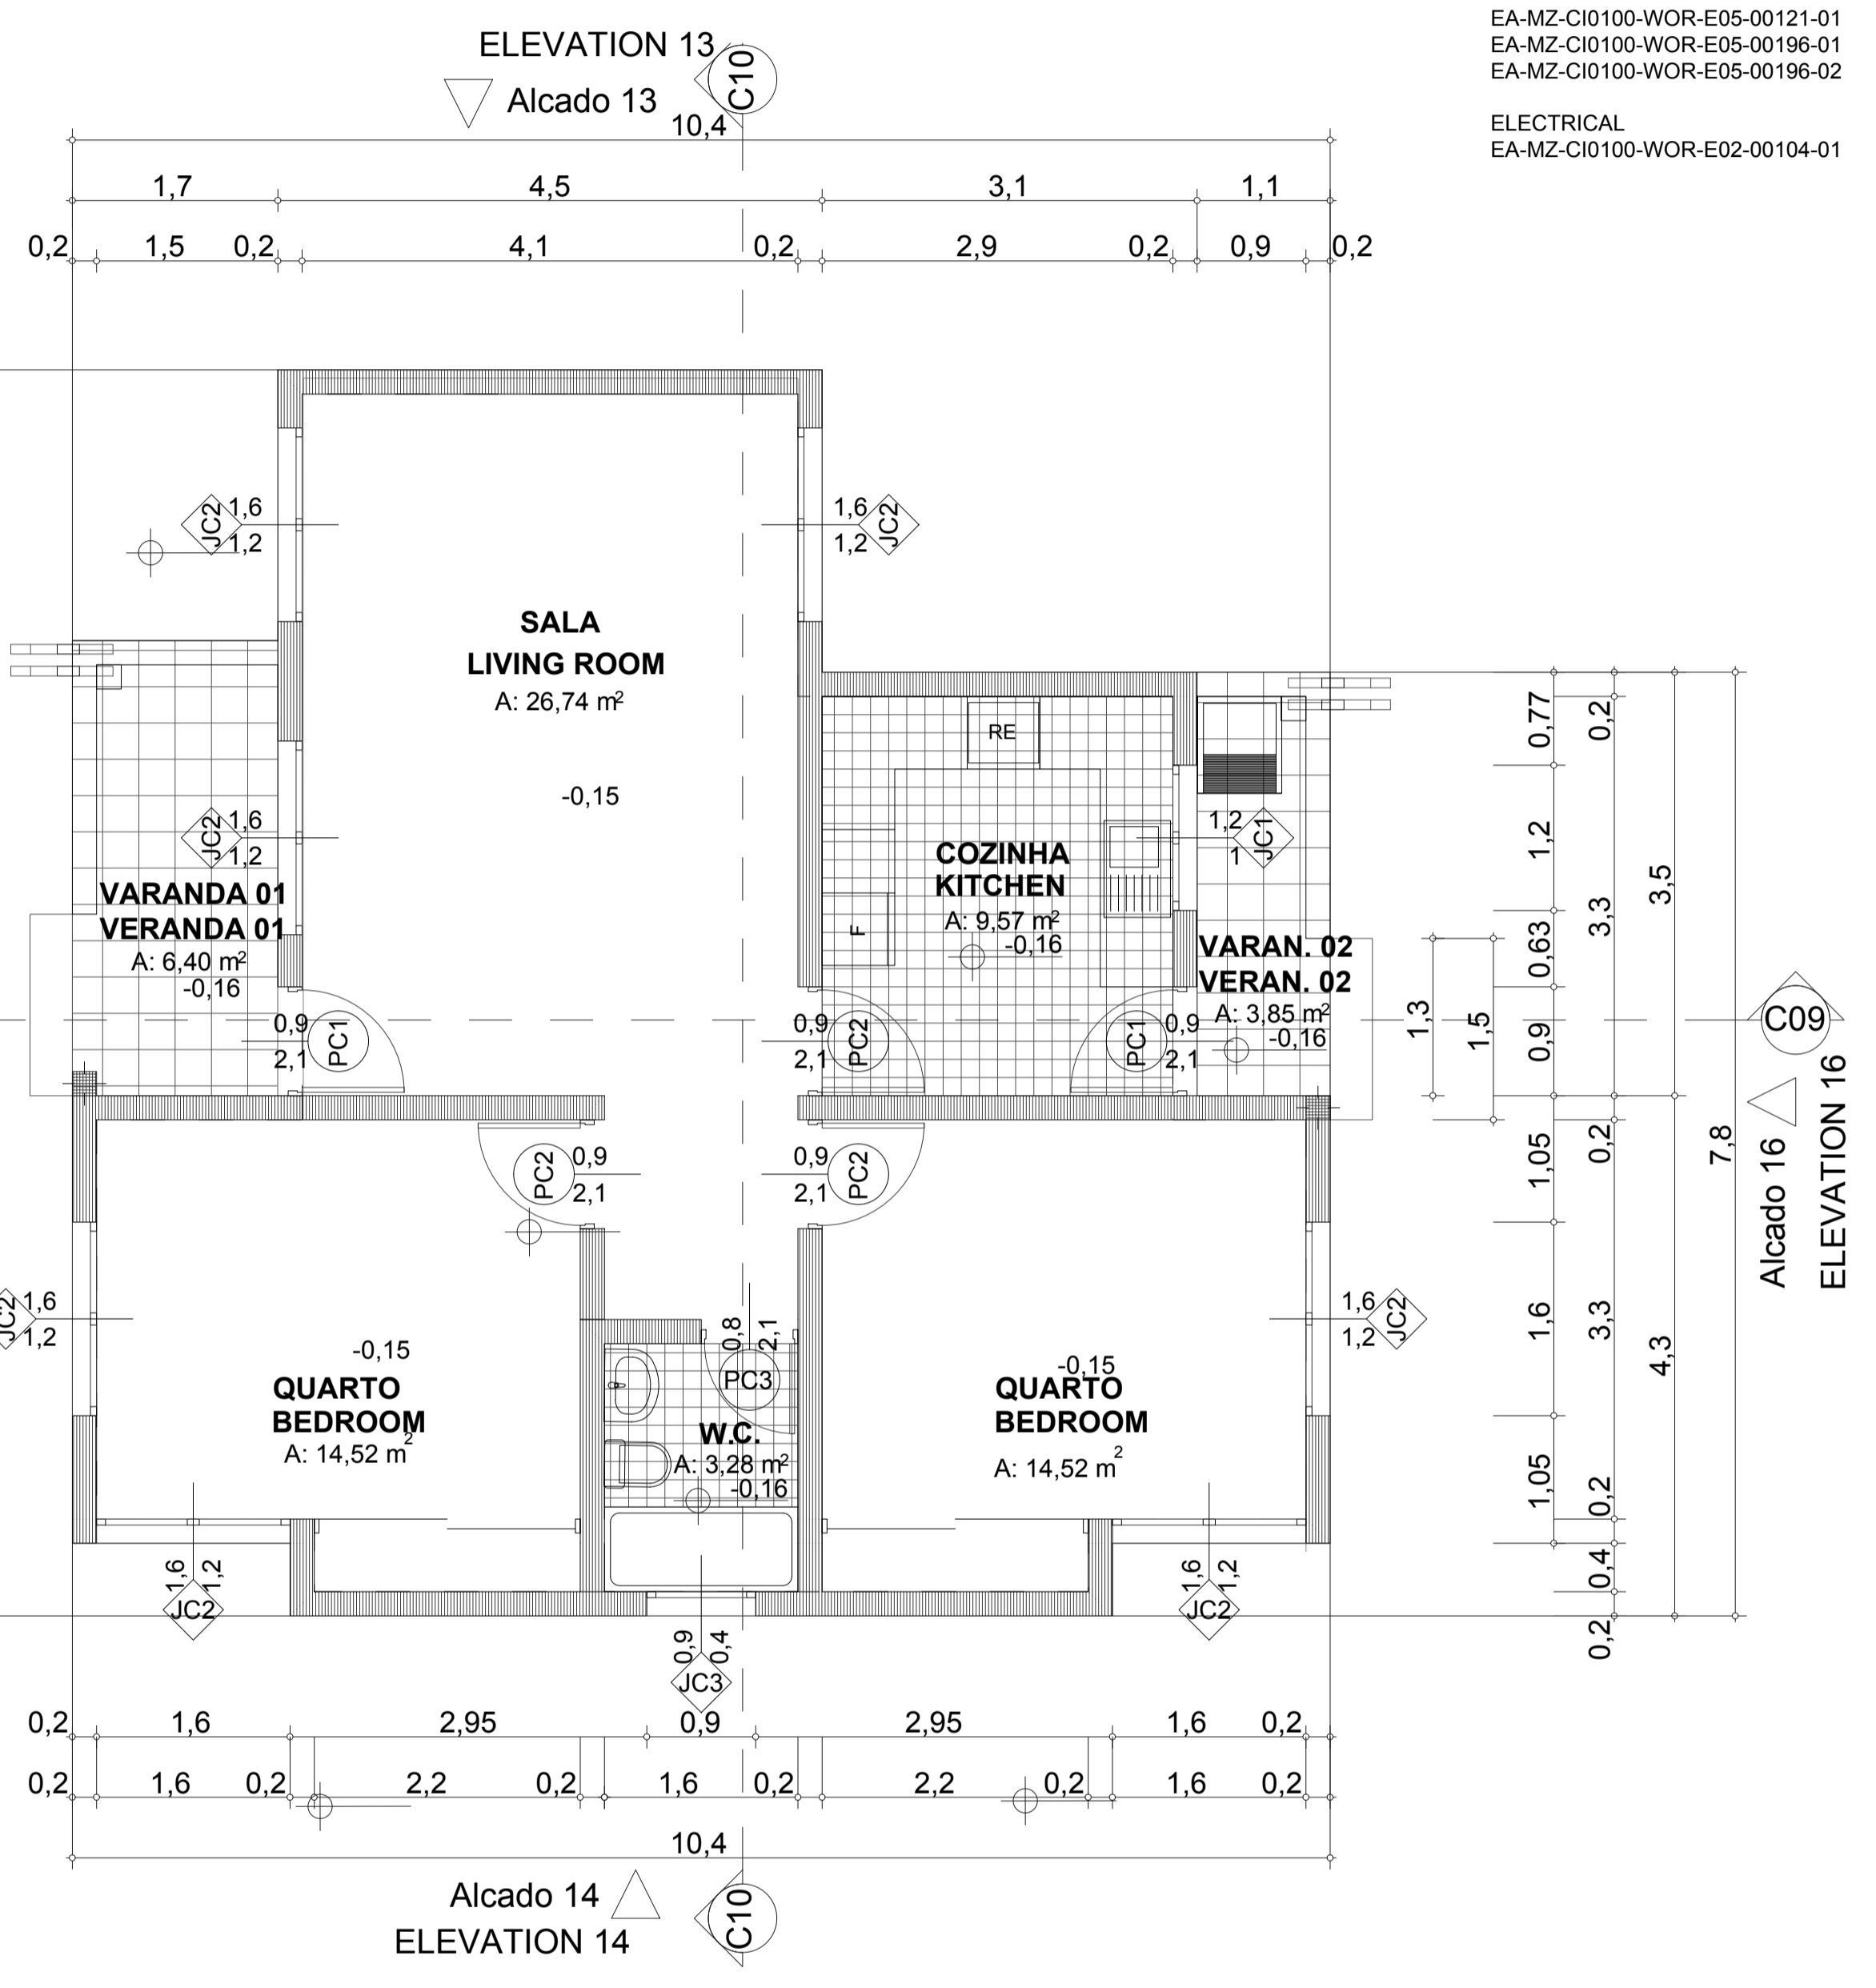 EA-MZ-CI0100-WOR-E05-00121-01
EA-MZ-CI0100-WOR-E05-00196-01
EA-MZ-CI0100-WOR-E05-00196-02
ELECTRICAL
EA-MZ-CI0100-WOR-E02-00104-01
ELEVATION 13
Alcado 13
C10
10,4
1,7 4,5 3,1 1,1
0,2 1,5 0,2 4,1 0,2 2,9 0,2 0,9 0,2
JC2 1,6
1,2
1,6 JC2
1,2
SALA
LIVING ROOM
A: 26,74 m²
-0,15
JC2 1,6
1,2
VARANDA 01
VERANDA 01
A: 6,40 m²
-0,16
RE
COZINHA
KITCHEN
A: 9,57 m²
-0,16
F
1,2 JC1
1
VARAN. 02
VERAN. 02
A: 3,85 m²
-0,16
0,9 PC1
2,1
0,9 PC2
2,1
PC1 0,9
2,1
PC2 0,9
2,1
0,9 PC2
2,1
JC2 1,6
1,2
-0,15
QUARTO
BEDROOM
A: 14,52 m²
0,8
2,1
PC3
W.C.
A: 3,28 m²
-0,16
-0,15
QUARTO
BEDROOM
A: 14,52 m²
1,6 JC2
1,2
1,6
1,2
JC2
0,9
0,4
JC3
1,6
1,2
JC2
1,3
1,5
0,77
1,2
0,63
0,9
1,05
1,6
1,05
0,2
3,3
0,2
3,3
0,2
0,4
0,2
3,5
4,3
7,8
C09
Alcado 16
ELEVATION 16
0,2 1,6 2,95 0,9 2,95 1,6 0,2
0,2 1,6 0,2 2,2 0,2 1,6 0,2 2,2 0,2 1,6 0,2
10,4
Alcado 14
ELEVATION 14
C10